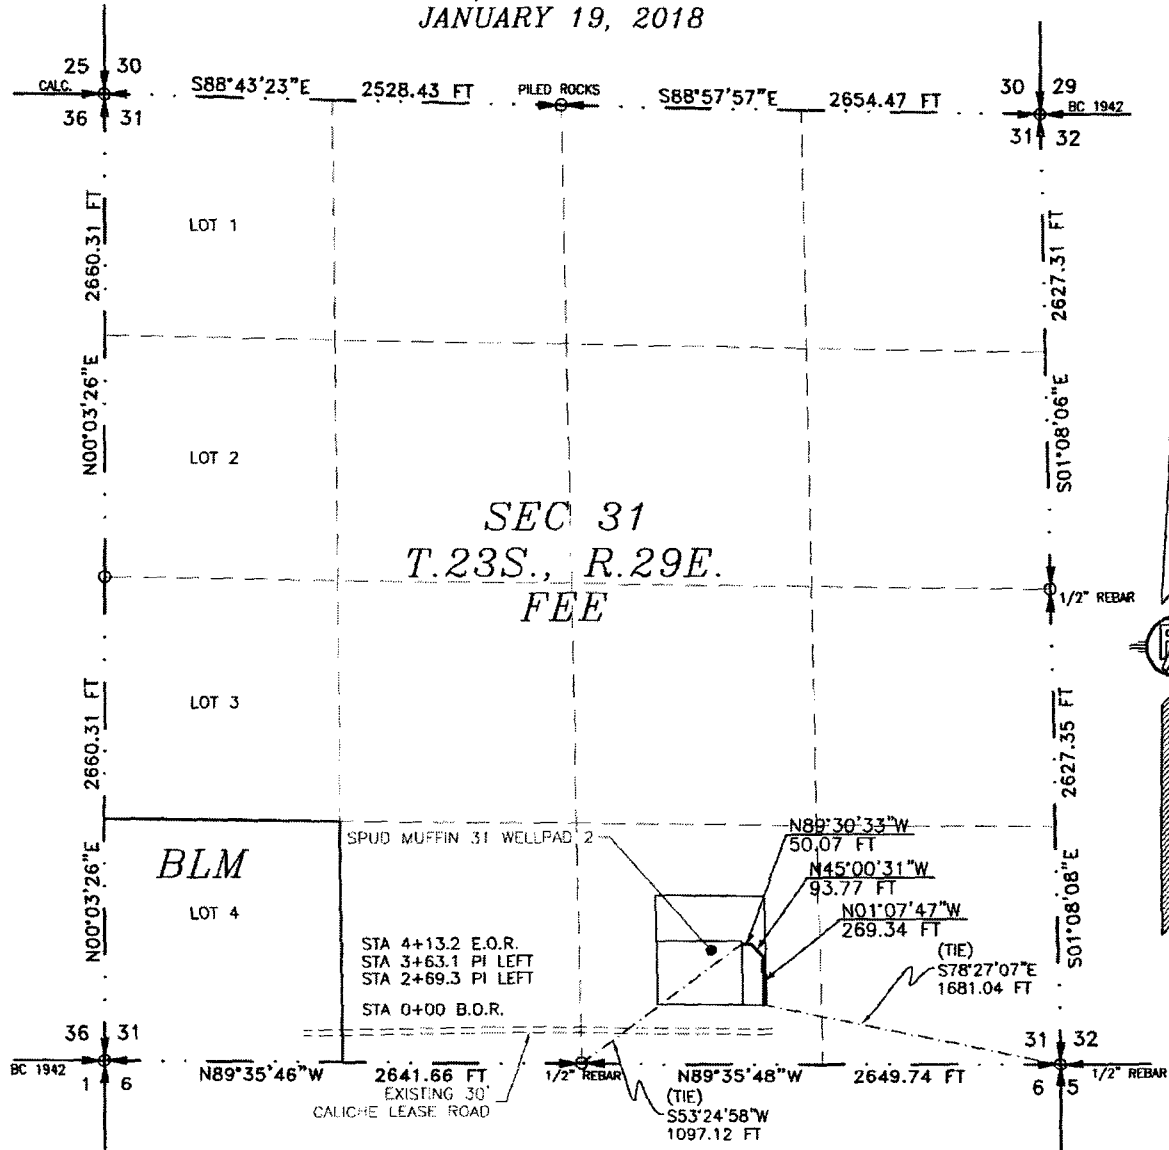 JANUARY 19, 2018
25 30
CALC.
36 31
S88°43'23"E 2528.43 FT
PILED ROCKS
S88°57'57"E 2654.47 FT
30 29
BC 1942
31 32
2660.31 FT
N00°03'26"E
LOT 1
LOT 2
2627.31 FT
S01°08'06"E
SEC 31
T.23S., R.29E.
FEE
1/2" REBAR
2660.31 FT
N00°03'26"E
LOT 3
2627.35 FT
S01°08'08"E
SPUD MUFFIN 31 WELLPAD 2
N89°30'33"W
50.07 FT
BLM
LOT 4
N45°00'31"W
93.77 FT
N01°07'47"W
269.34 FT
STA 4+13.2 E.O.R.
STA 3+63.1 PI LEFT
STA 2+69.3 PI LEFT
STA 0+00 B.O.R.
(TIE)
S78°27'07"E
1681.04 FT
36 31
BC 1942
1 6
31 32
6 5
1/2" REBAR
N89°35'46"W 2641.66 FT
1/2" REBAR
N89°35'48"W 2649.74 FT
EXISTING 30'
CALICHE LEASE ROAD
(TIE)
S53°24'58"W
1097.12 FT